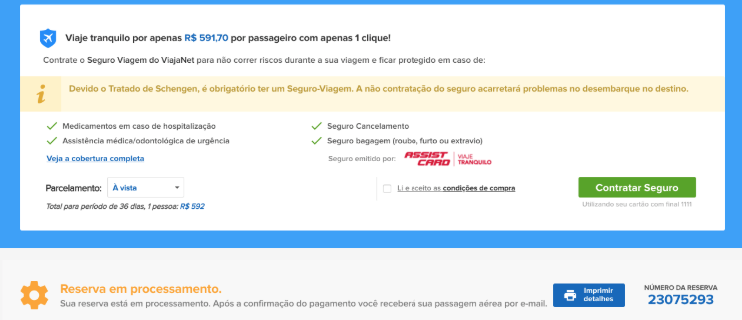 Viaje tranquilo por apenas R$ 591,70 por passageiro com apenas 1 clique!
Contrate o Seguro Viagem do ViajaNet para não correr riscos durante a sua viagem e ficar protegido em caso de:
Devido o Tratado de Schengen, é obrigatório ter um Seguro-Viagem. A não contratação do seguro acarretará problemas no desembarque no destino.
Medicamentos em caso de hospitalização
Seguro Cancelamento
Assistência médica/odontológica de urgência
Seguro bagagem (roubo, furto ou extravio)
Veja a cobertura completa
Seguro emitido por: ASSIST CARD VIAJE TRANQUILO
Parcelamento: À vista
Li e aceito as condições de compra
Contratar Seguro
Total para período de 36 dias, 1 pessoa: R$ 592
Utilizando seu cartão com final 1111
Reserva em processamento.
Sua reserva está em processamento. Após a confirmação do pagamento você receberá sua passagem aérea por e-mail.
Imprimir
detalhes
NÚMERO DA RESERVA
23075293